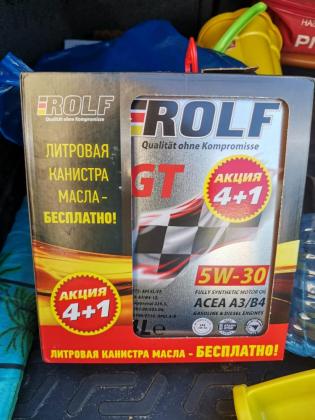 ROLF
Qualität ohne Kompromisse
ЛИТРОВАЯ
КАНИСТРА
МАСЛА-
БЕСПЛАТНО!
АКЦИЯ
4+1
ROLF
Qualität ohne Kompromisse
GT
АКЦИЯ
4+1
5W-30
FULLY SYNTHETIC MOTOR OIL
ACEA A3/B4
GASOLINE & DIESEL ENGINES
L℮
ЛИТРОВАЯ КАНИСТРА МАСЛА - БЕСПЛАТНО!